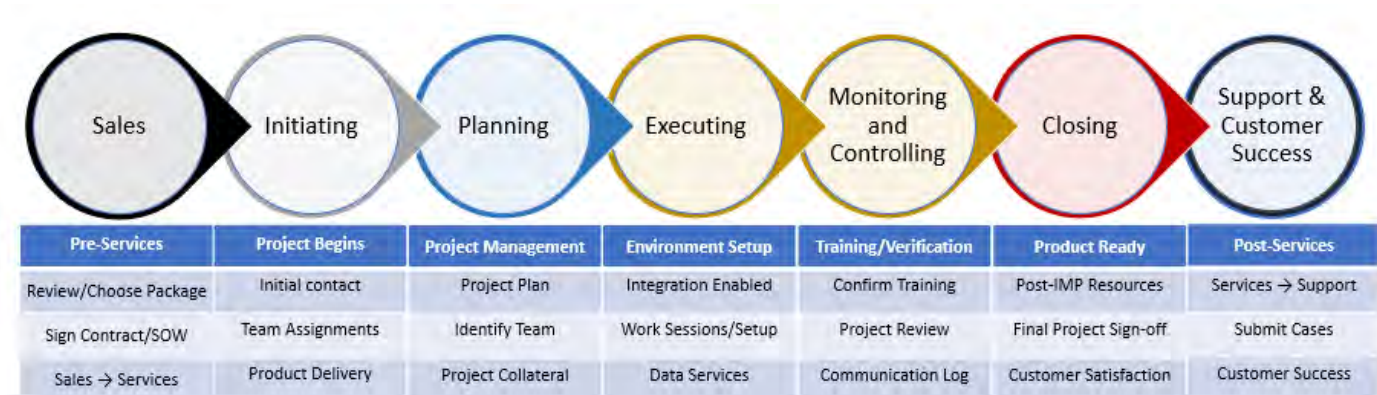 Sales
Initiating
Planning
Executing
Monitoring
and
Controlling
Closing
Support &
Customer
Success
Pre-Services
Project Begins
Project Management
Environment Setup
Training/Verification
Product Ready
Post-Services
Review/Choose Package
Initial contact
Project Plan
Integration Enabled
Confirm Training
Post-IMP Resources
Services → Support
Sign Contract/SOW
Team Assignments
Identify Team
Work Sessions/Setup
Project Review
Final Project Sign-off
Submit Cases
Sales → Services
Product Delivery
Project Collateral
Data Services
Communication Log
Customer Satisfaction
Customer Success